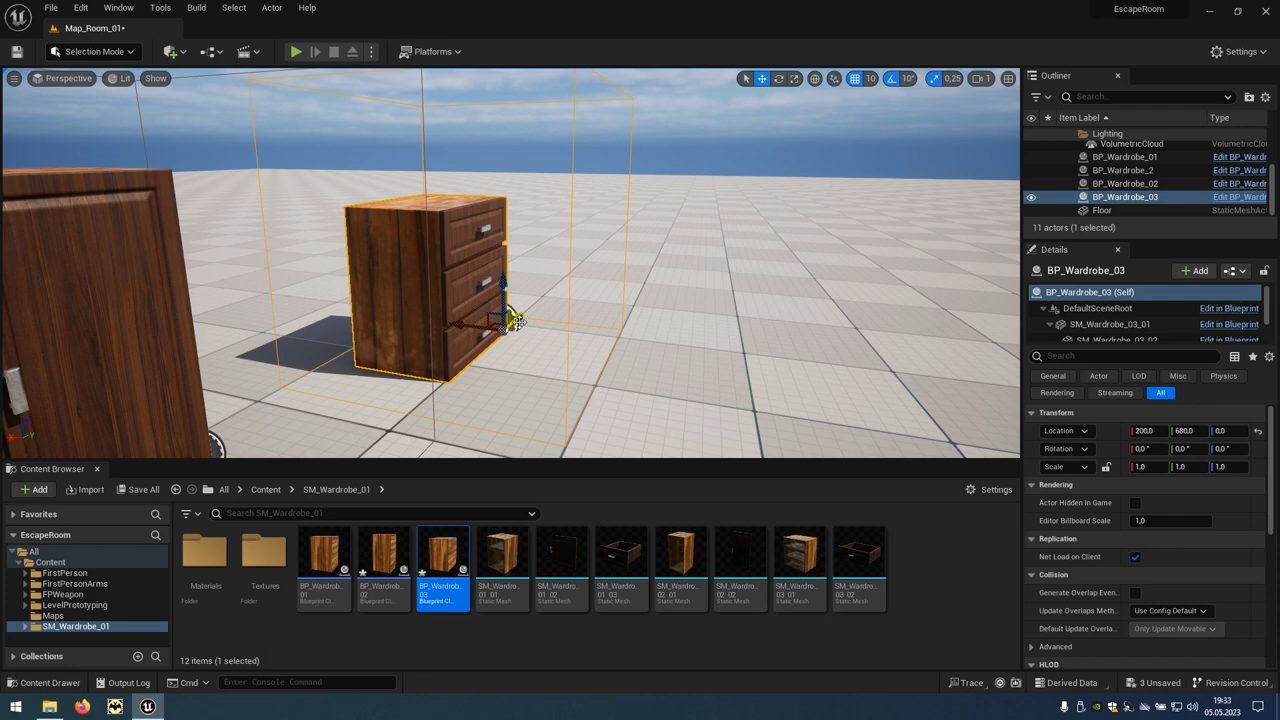 File Edit Window Tools Build Select Actor Help
EscapeRoom
Map_Room_01*
Selection Mode
Platforms
Settings
Perspective Lit Show
10 10° 0,25 1
Outliner
Search...
Item Label Type
Lighting
VolumetricCloud VolumetricClou
BP_Wardrobe_01 Edit BP_Wardr
BP_Wardrobe_2 Edit BP_Wardr
BP_Wardrobe_02 Edit BP_Wardr
BP_Wardrobe_03 Edit BP_Wardr
Floor StaticMeshAct
11 actors (1 selected)
Details
BP_Wardrobe_03
Add
BP_Wardrobe_03 (Self)
DefaultSceneRoot Edit in Blueprint
SM_Wardrobe_03_01 Edit in Blueprint
SM_Wardrobe_03_02 Edit in Blueprint
Search
General Actor LOD Misc Physics
Rendering Streaming All
Transform
Location 200,0 680,0 0,0
Rotation 0,0° 0,0° 0,0°
Scale 1,0 1,0 1,0
Rendering
Actor Hidden In Game
Editor Billboard Scale 1,0
Replication
Net Load on Client
Collision
Generate Overlap Even
Update Overlaps Meth Use Config Default
Default Update Overla Only Update Movable
Advanced
HLOD
Content Browser
Add Import Save All All Content SM_Wardrobe_01 Settings
Favorites
Search SM_Wardrobe_01
EscapeRoom
All
Content
FirstPerson
FirstPersonArms
FPWeapon
LevelPrototyping
Maps
SM_Wardrobe_01
Collections
Materials
Folder
Textures
Folder
BP_Wardrob
01
Blueprint Cl...
BP_Wardrob
02
Blueprint Cl...
BP_Wardrob
03
Blueprint Cl...
SM_Wardro
01_01
Static Mesh
SM_Wardro
01_02
Static Mesh
SM_Wardro
01_03
Static Mesh
SM_Wardro
02_01
Static Mesh
SM_Wardro
02_02
Static Mesh
SM_Wardro
03_01
Static Mesh
SM_Wardro
03_02
Static Mesh
12 items (1 selected)
Content Drawer Output Log Cmd Enter Console Command Trace Derived Data 3 Unsaved Revision Control
19:33
05.05.2023